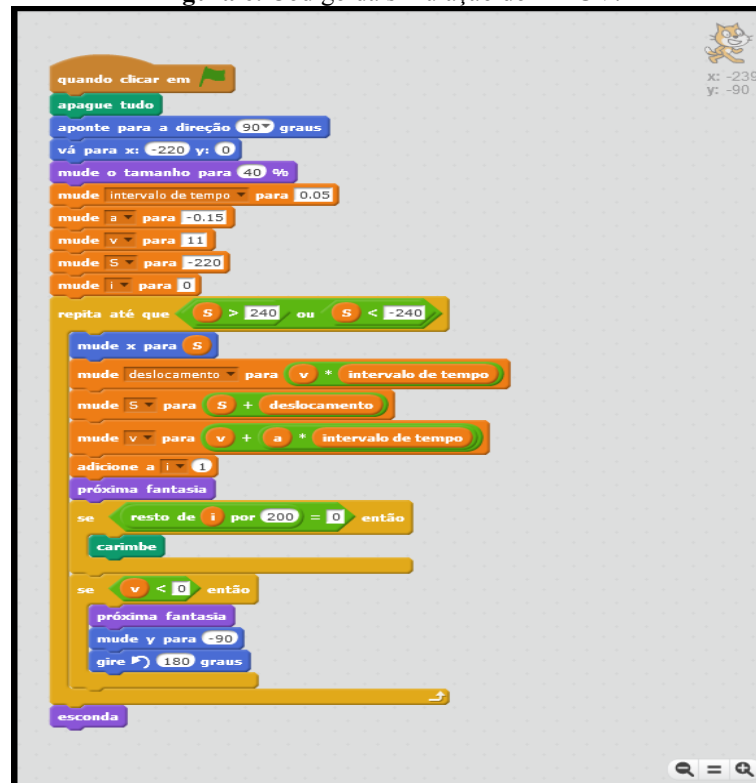 quando clicar em
apague tudo
aponte para a direção 90 graus
vá para x: -220 y: 0
mude o tamanho para 40 %
mude intervalo de tempo para 0.05
mude a para -0.15
mude v para 11
mude S para -220
mude i para 0
repita até que S > 240 ou S < -240
mude x para S
mude deslocamento para v * intervalo de tempo
mude S para S + deslocamento
mude v para v + a * intervalo de tempo
adicione a i 1
próxima fantasia
se resto de i por 200 = 0 então
carimbe
se v < 0 então
próxima fantasia
mude y para -90
gire 180 graus
esconda
x: -239
y: -90